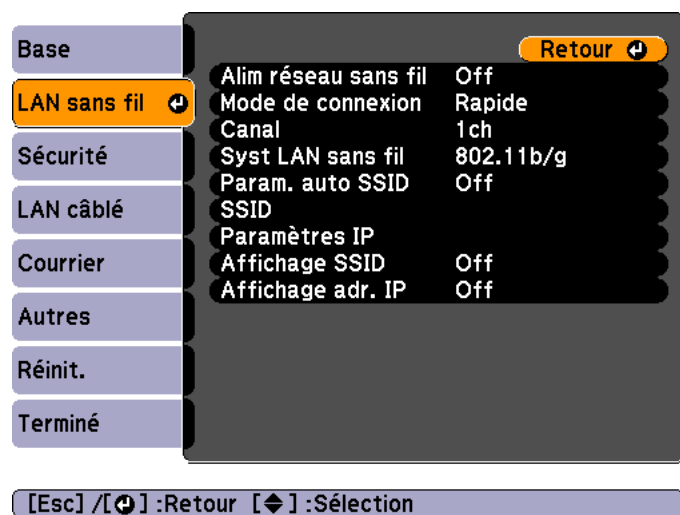 Base
LAN sans fil
Sécurité
LAN câblé
Courrier
Autres
Réinit.
Terminé
Retour
Alim réseau sans fil Off
Mode de connexion Rapide
Canal 1ch
Syst LAN sans fil 802.11b/g
Param. auto SSID Off
SSID
Paramètres IP
Affichage SSID Off
Affichage adr. IP Off
[Esc] /[ ] :Retour [ ] :Sélection